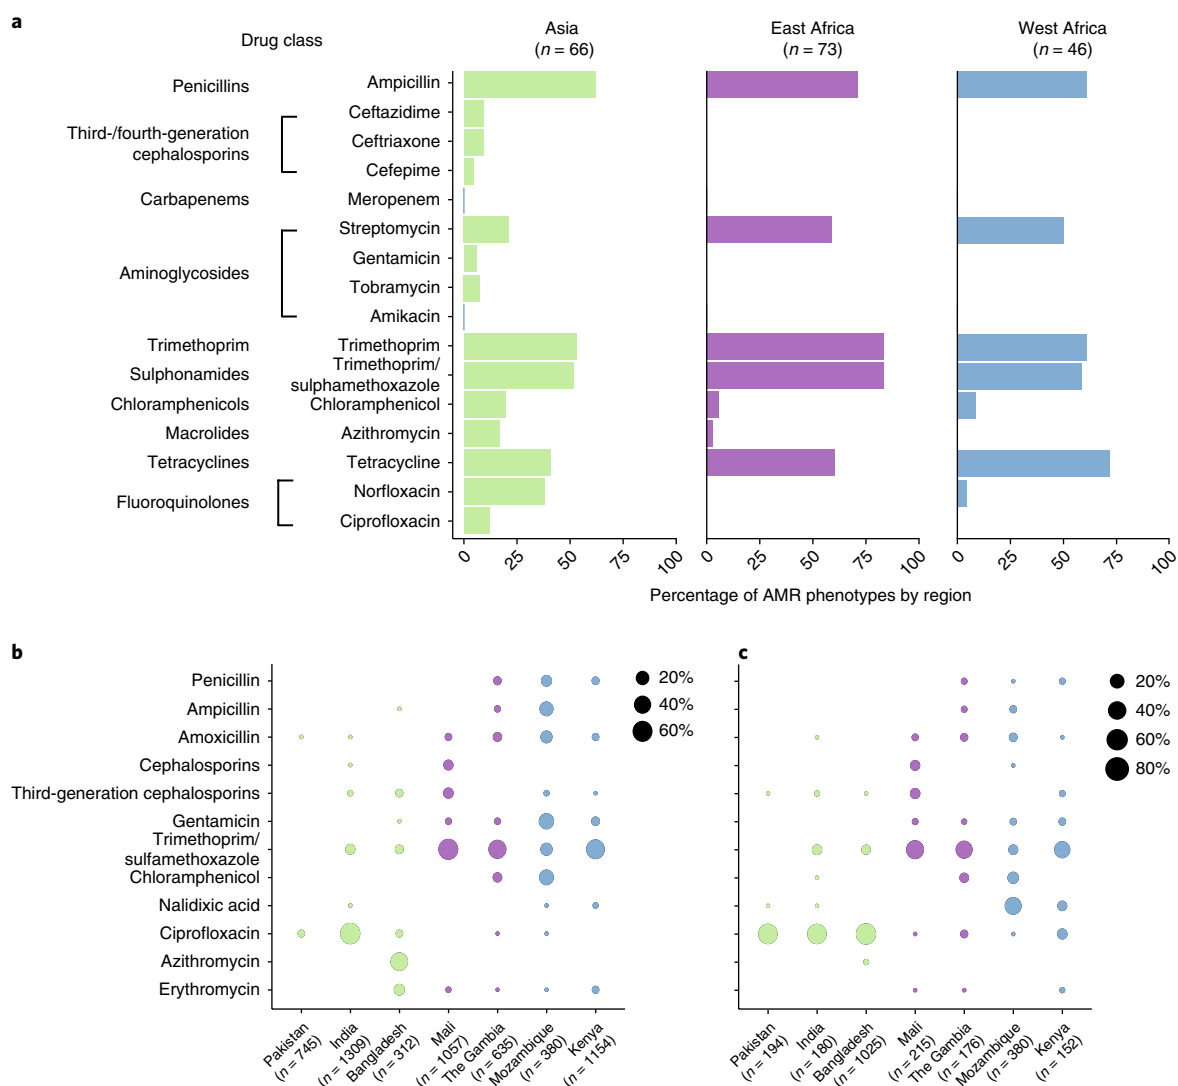 a
Drug class
Asia
(n = 66)
East Africa
(n = 73)
West Africa
(n = 46)
Penicillins
Ampicillin
Third-/fourth-generation
cephalosporins
Ceftazidime
Ceftriaxone
Cefepime
Carbapenems
Meropenem
Aminoglycosides
Streptomycin
Gentamicin
Tobramycin
Amikacin
Trimethoprim
Trimethoprim
Sulphonamides
Trimethoprim/
sulphamethoxazole
Chloramphenicols
Chloramphenicol
Macrolides
Azithromycin
Tetracyclines
Tetracycline
Fluoroquinolones
Norfloxacin
Ciprofloxacin
0 25 50 75 100
0 25 50 75 100
0 25 50 75 100
Percentage of AMR phenotypes by region
b
Penicillin
Ampicillin
Amoxicillin
Cephalosporins
Third-generation cephalosporins
Gentamicin
Trimethoprim/
sulfamethoxazole
Chloramphenicol
Nalidixic acid
Ciprofloxacin
Azithromycin
Erythromycin
20%
40%
60%
Pakistan
(n = 745)
India
(n = 1309)
Bangladesh
(n = 312)
Mali
(n = 1057)
The Gambia
(n = 635)
Mozambique
(n = 380)
Kenya
(n = 1154)
c
20%
40%
60%
80%
Pakistan
(n = 194)
India
(n = 180)
Bangladesh
(n = 1025)
Mali
(n = 215)
The Gambia
(n = 176)
Mozambique
(n = 380)
Kenya
(n = 152)